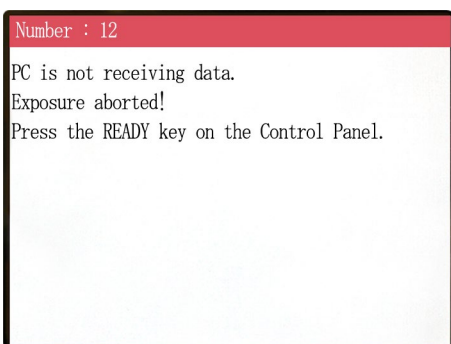 Number : 12
PC is not receiving data.
Exposure aborted!
Press the READY key on the Control Panel.